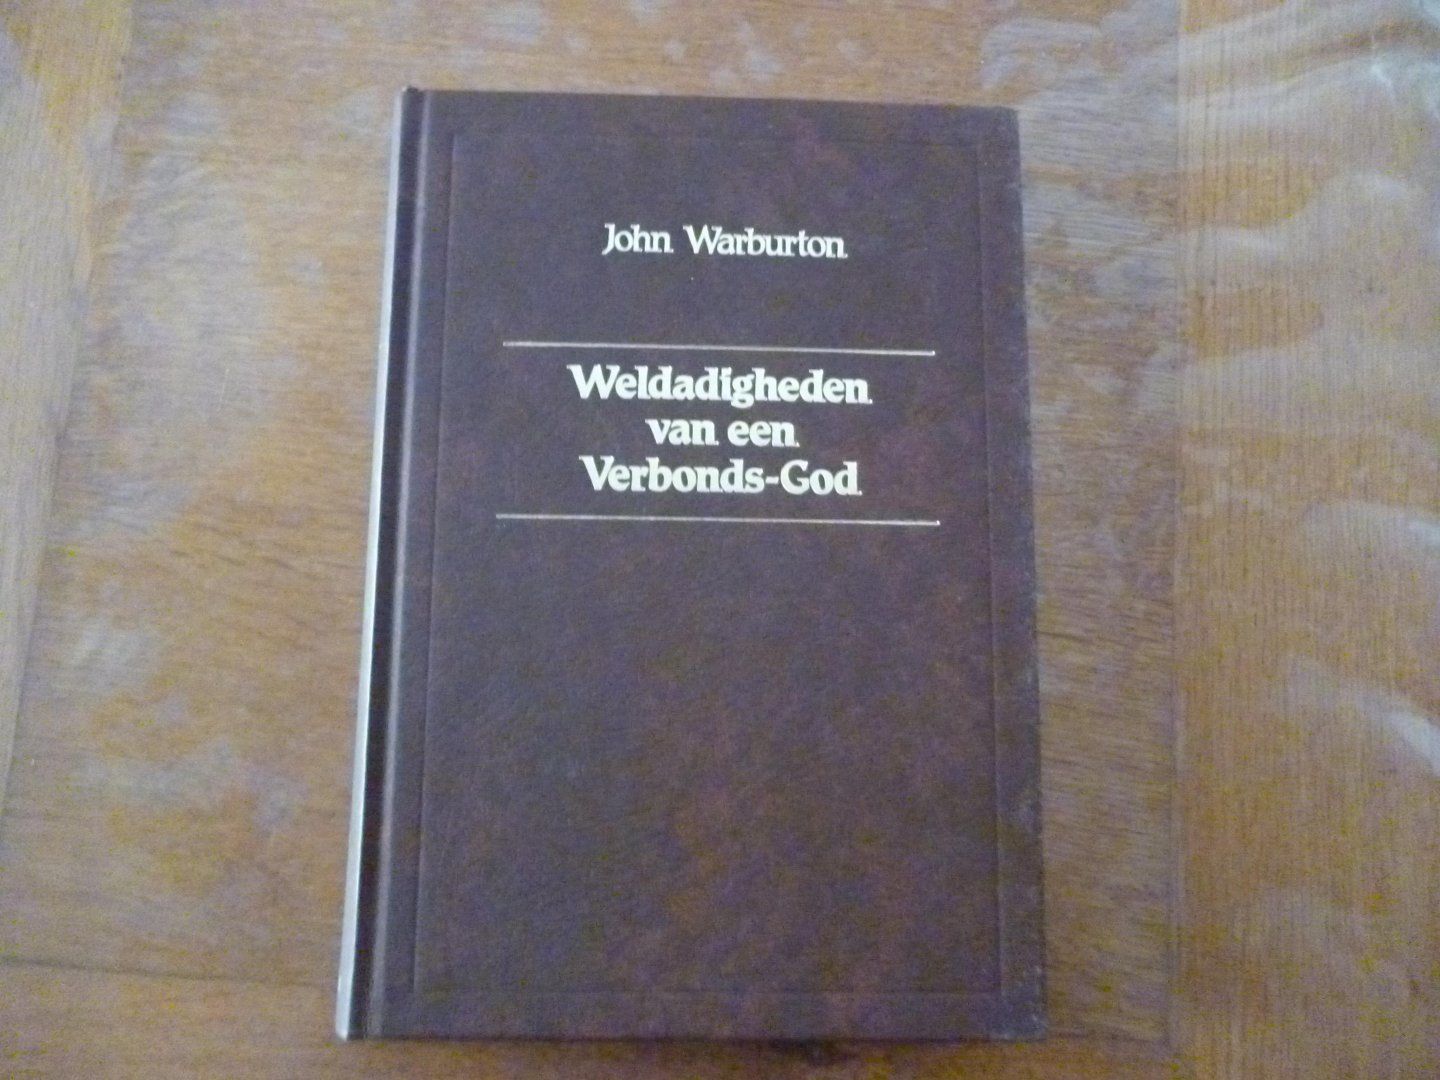 John Warburton
Weldadigheden
van een
Verbonds-God